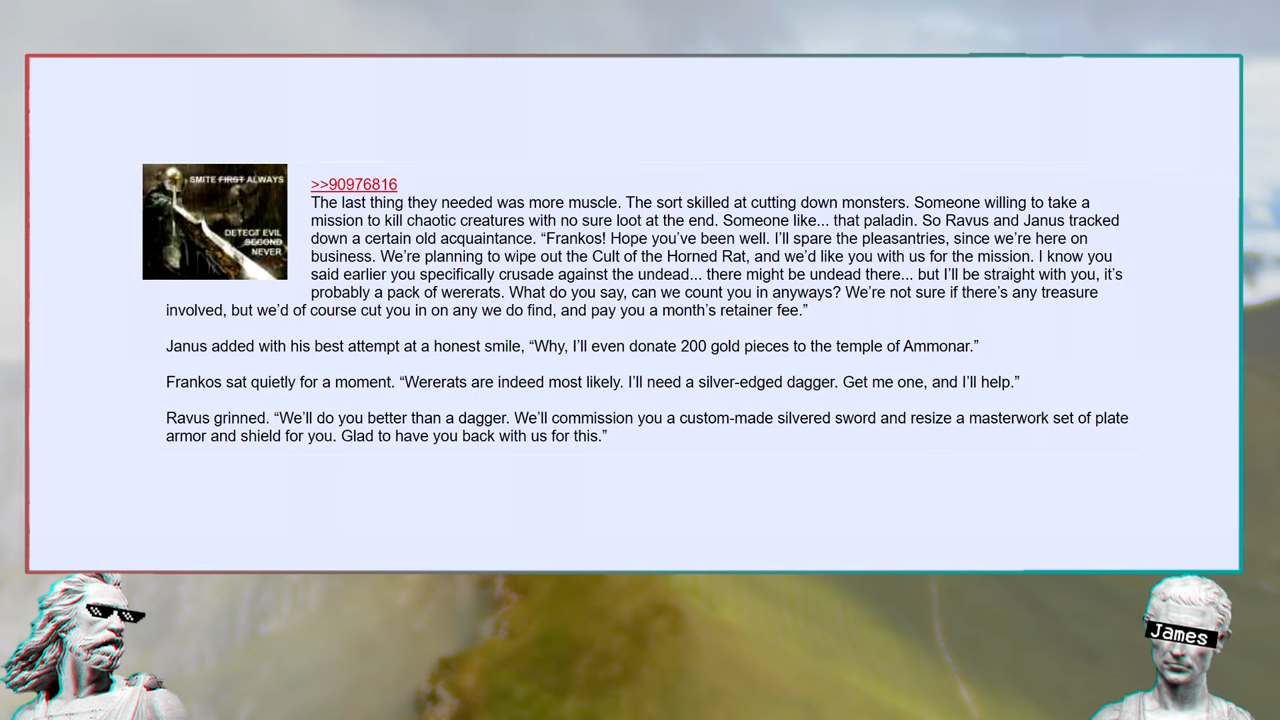 SMITE FIRST ALWAYS
DETECT EVIL
SECOND
NEVER
>>90976816
The last thing they needed was more muscle. The sort skilled at cutting down monsters. Someone willing to take a
mission to kill chaotic creatures with no sure loot at the end. Someone like... that paladin. So Ravus and Janus tracked
down a certain old acquaintance. “Frankos! Hope you’ve been well. I’ll spare the pleasantries, since we’re here on
business. We’re planning to wipe out the Cult of the Horned Rat, and we’d like you with us for the mission. I know you
said earlier you specifically crusade against the undead... there might be undead there... but I’ll be straight with you, it’s
probably a pack of wererats. What do you say, can we count you in anyways? We’re not sure if there’s any treasure
involved, but we’d of course cut you in on any we do find, and pay you a month’s retainer fee.”
Janus added with his best attempt at a honest smile, “Why, I’ll even donate 200 gold pieces to the temple of Ammonar.”
Frankos sat quietly for a moment. “Wererats are indeed most likely. I’ll need a silver-edged dagger. Get me one, and I’ll help.”
Ravus grinned. “We’ll do you better than a dagger. We’ll commission you a custom-made silvered sword and resize a masterwork set of plate
armor and shield for you. Glad to have you back with us for this.”
James